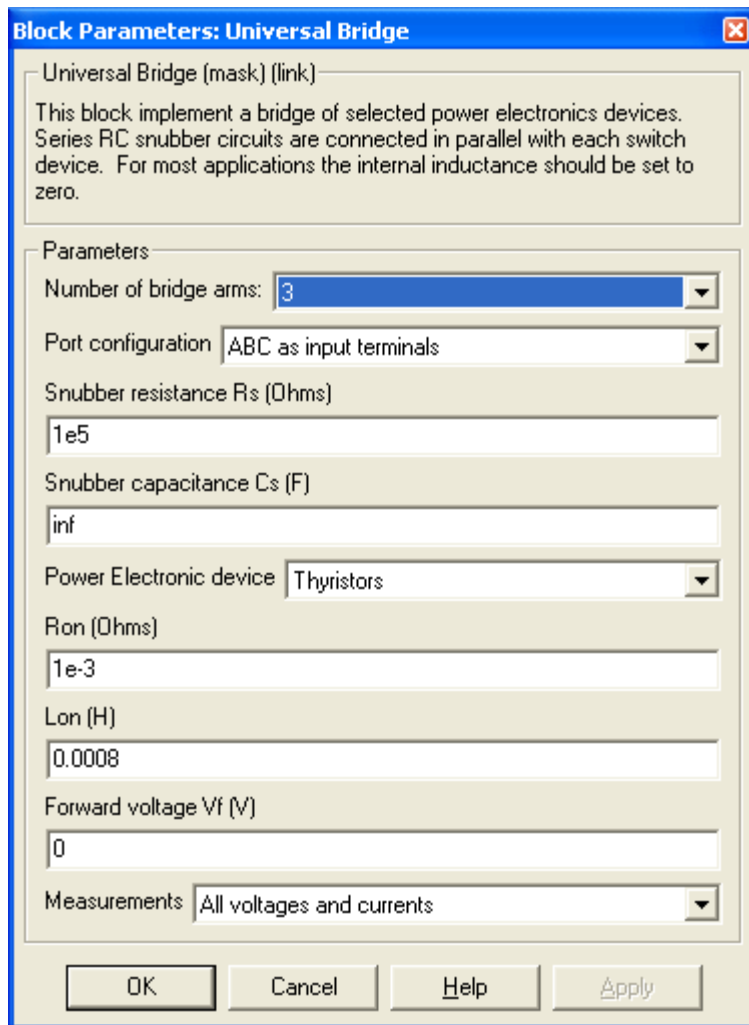 Block Parameters: Universal Bridge
Universal Bridge (mask) (link)
This block implement a bridge of selected power electronics devices.
Series RC snubber circuits are connected in parallel with each switch
device. For most applications the internal inductance should be set to
zero.
Parameters
Number of bridge arms: 3
Port configuration ABC as input terminals
Snubber resistance Rs (Ohms)
1e5
Snubber capacitance Cs (F)
inf
Power Electronic device Thyristors
Ron (Ohms)
1e-3
Lon (H)
0.0008
Forward voltage Vf (V)
0
Measurements All voltages and currents
OK Cancel Help Apply